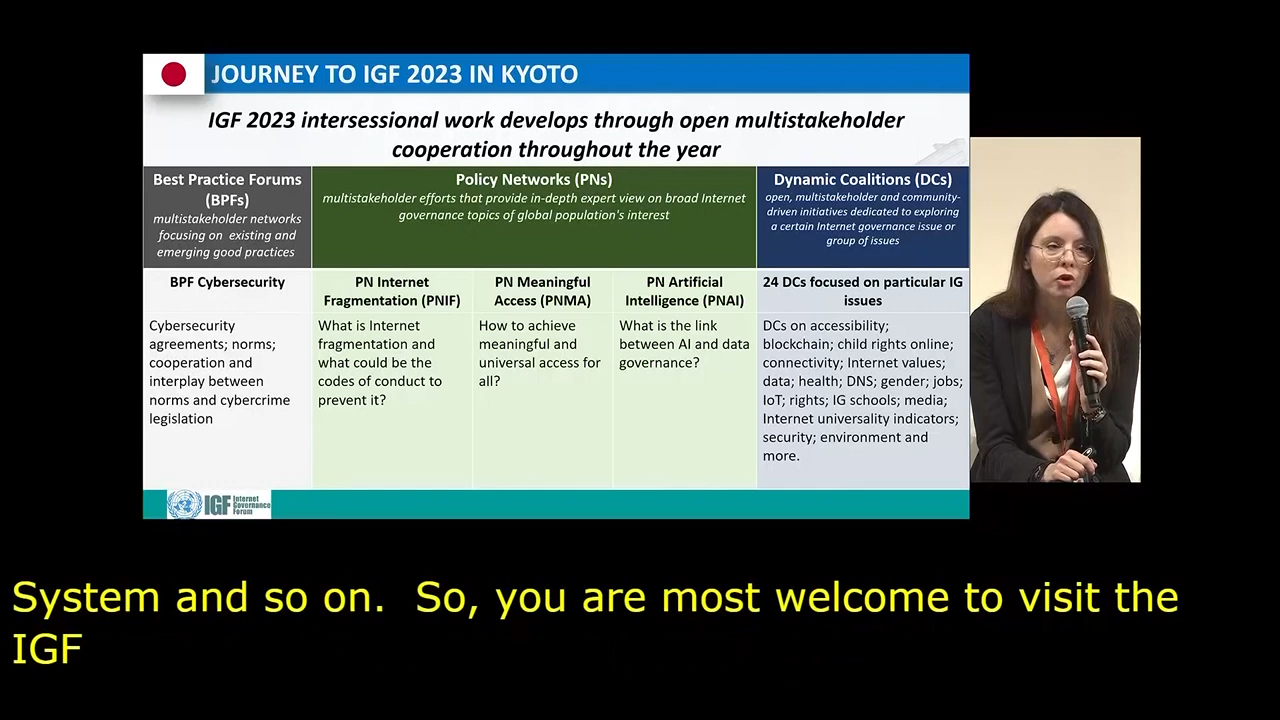 JOURNEY TO IGF 2023 IN KYOTO
IGF 2023 intersessional work develops through open multistakeholder
cooperation throughout the year
Best Practice Forums
(BPFs)
multistakeholder networks
focusing on existing and
emerging good practices
Policy Networks (PNs)
multistakeholder efforts that provide in-depth expert view on broad Internet
governance topics of global population's interest
Dynamic Coalitions (DCs)
open, multistakeholder and community-
driven initiatives dedicated to exploring
a certain Internet governance issue or
group of issues
BPF Cybersecurity
PN Internet
Fragmentation (PNIF)
PN Meaningful
Access (PNMA)
PN Artificial
Intelligence (PNAI)
24 DCs focused on particular IG
issues
Cybersecurity
agreements; norms;
cooperation and
interplay between
norms and cybercrime
legislation
What is Internet
fragmentation and
what could be the
codes of conduct to
prevent it?
How to achieve
meaningful and
universal access for
all?
What is the link
between AI and data
governance?
DCs on accessibility;
blockchain; child rights online;
connectivity; Internet values;
data; health; DNS; gender; jobs;
IoT; rights; IG schools; media;
Internet universality indicators;
security; environment and
more.
IGF
Internet
Governance
Forum
System and so on.  So, you are most welcome to visit the
IGF